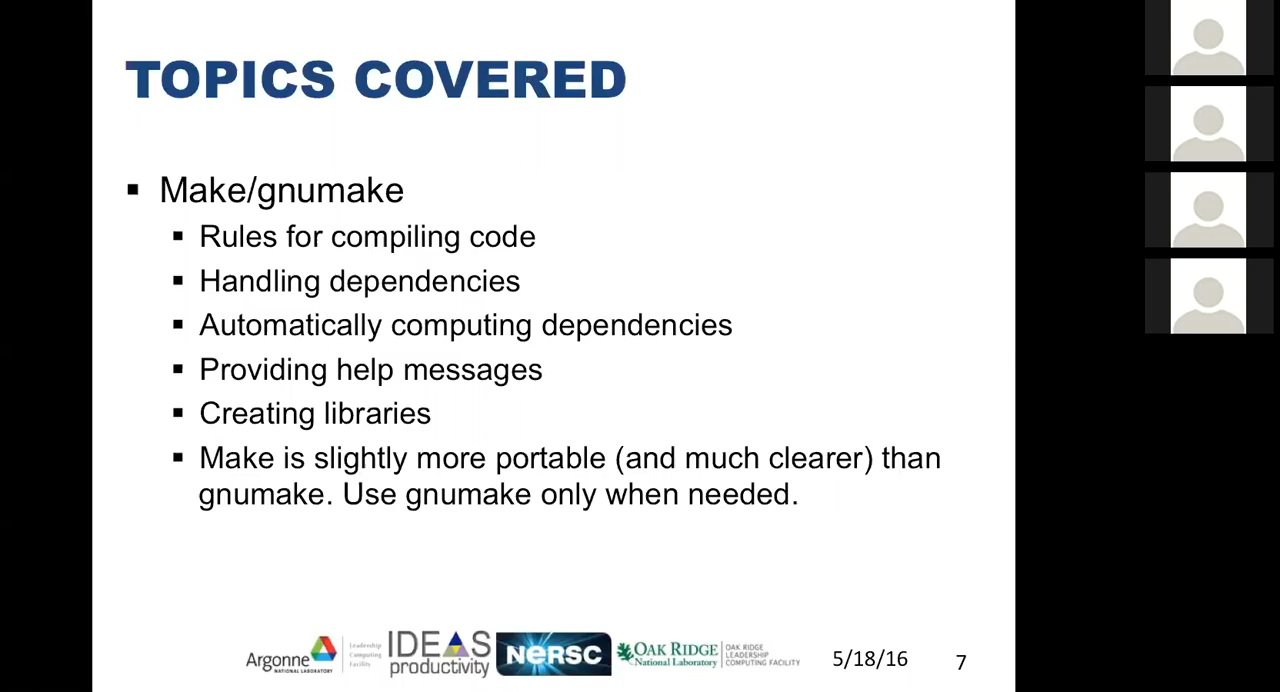 TOPICS COVERED
▪ Make/gnumake
▪ Rules for compiling code
▪ Handling dependencies
▪ Automatically computing dependencies
▪ Providing help messages
▪ Creating libraries
▪ Make is slightly more portable (and much clearer) than
gnumake. Use gnumake only when needed.
Argonne
NATIONAL LABORATORY
Leadership
Computing
Facility
IDEAS
productivity
NERSC
OAK RIDGE
National Laboratory
OAK RIDGE
LEADERSHIP
COMPUTING FACILITY
5/18/16
7